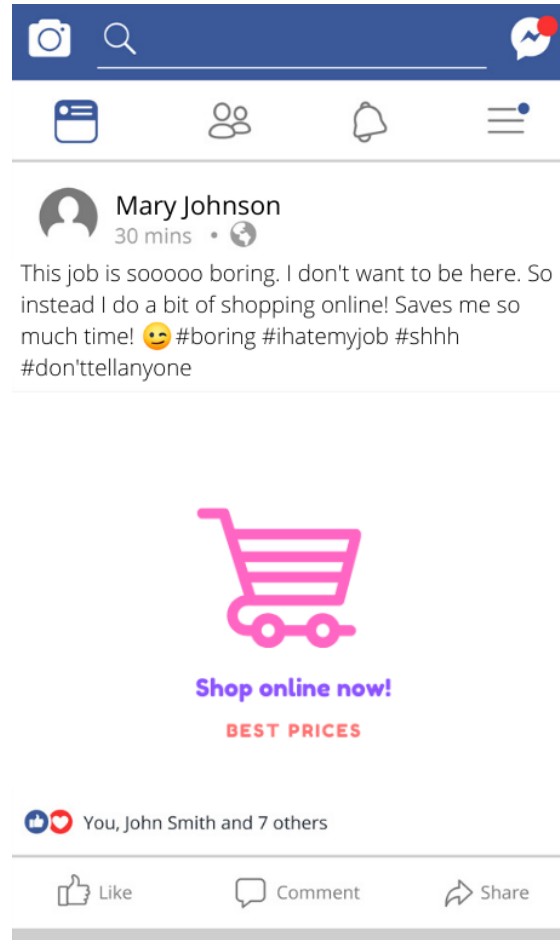 Mary Johnson
30 mins •
This job is sooooo boring. I don't want to be here. So
instead I do a bit of shopping online! Saves me so
much time! 😉 #boring #ihatemyjob #shhh
#don'ttellanyone
Shop online now!
BEST PRICES
You, John Smith and 7 others
Like Comment Share